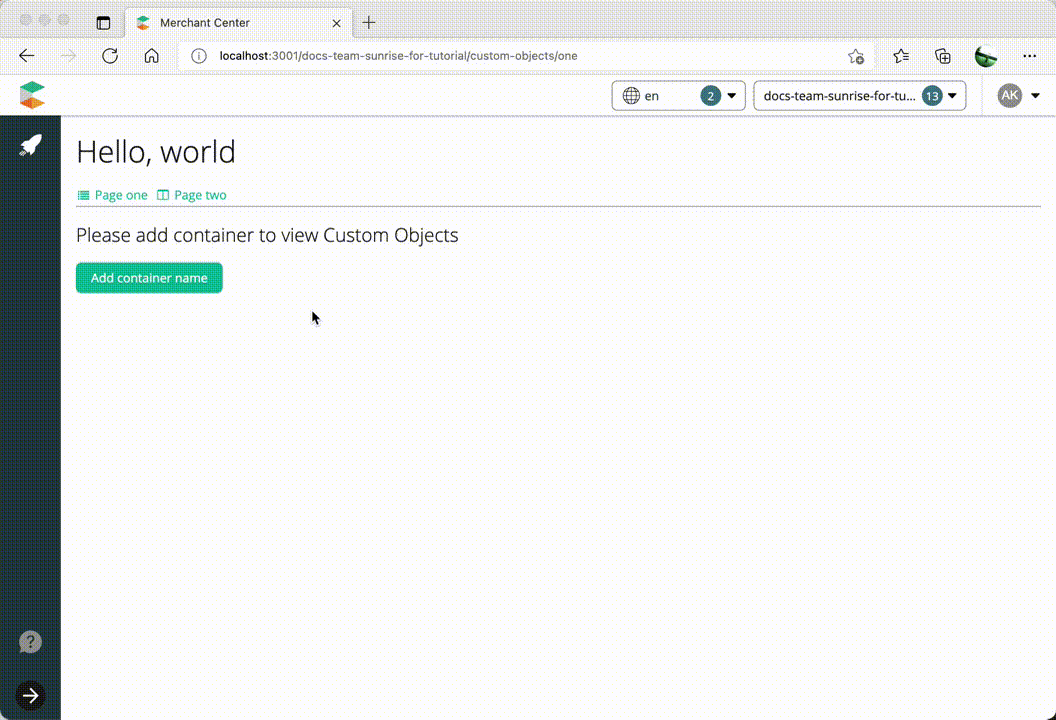 Merchant Center
localhost:3001/docs-team-sunrise-for-tutorial/custom-objects/one
en 2 docs-team-sunrise-for-tu... 13 AK
Hello, world
Page one Page two
Please add container to view Custom Objects
Add container name
?